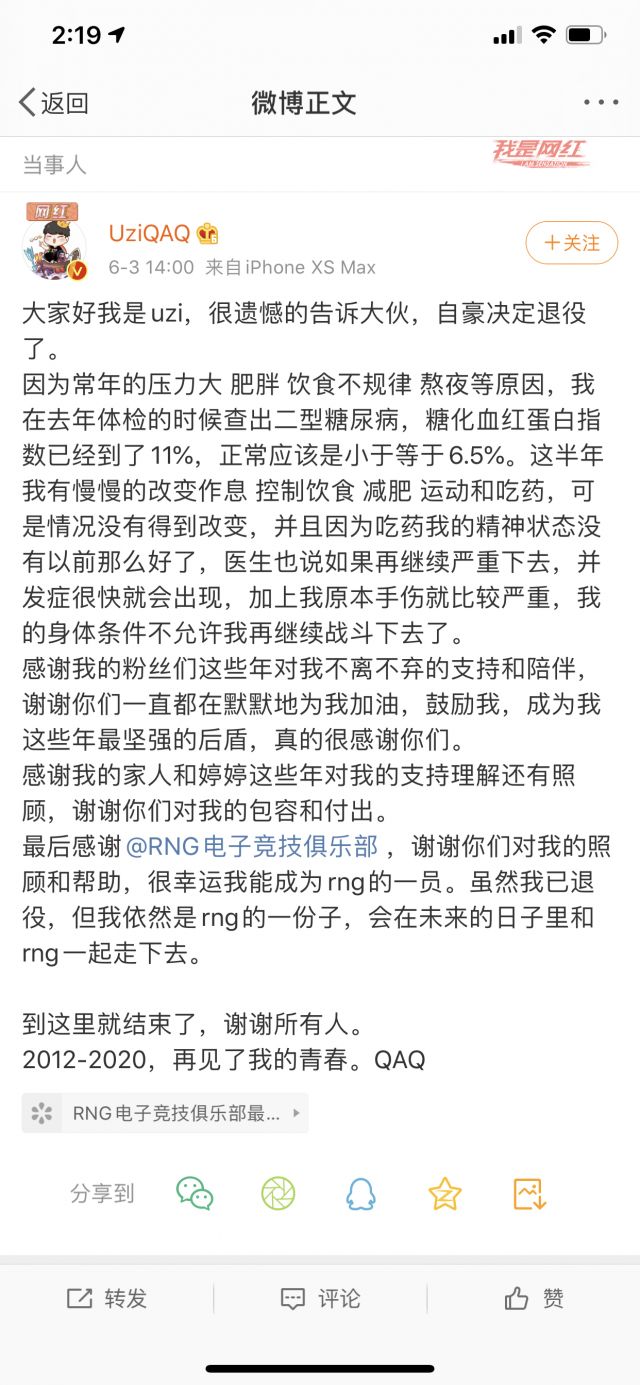 2:19
返回
微博正文
当事人
我是网红
I AM SENSATION
网红
UziQAQ
6-3 14:00 来自iPhone XS Max
+关注
大家好我是uzi，很遗憾的告诉大伙，自豪决定退役
了。
因为常年的压力大 肥胖 饮食不规律 熬夜等原因，我
在去年体检的时候查出二型糖尿病，糖化血红蛋白指
数已经到了11%，正常应该是小于等于6.5%。这半年
我有慢慢的改变作息 控制饮食 减肥 运动和吃药，可
是情况没有得到改变，并且因为吃药我的精神状态没
有以前那么好了，医生也说如果再继续严重下去，并
发症很快就会出现，加上我原本手伤就比较严重，我
的身体条件不允许我再继续战斗下去了。
感谢我的粉丝们这些年对我不离不弃的支持和陪伴，
谢谢你们一直都在默默地为我加油，鼓励我，成为我
这些年最坚强的后盾，真的很感谢你们。
感谢我的家人和婷婷这些年对我的支持理解还有照
顾，谢谢你们对我的包容和付出。
最后感谢@RNG电子竞技俱乐部 ，谢谢你们对我的照
顾和帮助，很幸运我能成为rng的一员。虽然我已退
役，但我依然是rng的一份子，会在未来的日子里和
rng一起走下去。
到这里就结束了，谢谢所有人。
2012-2020，再见了我的青春。QAQ
RNG电子竞技俱乐部最...
分享到
转发
评论
赞